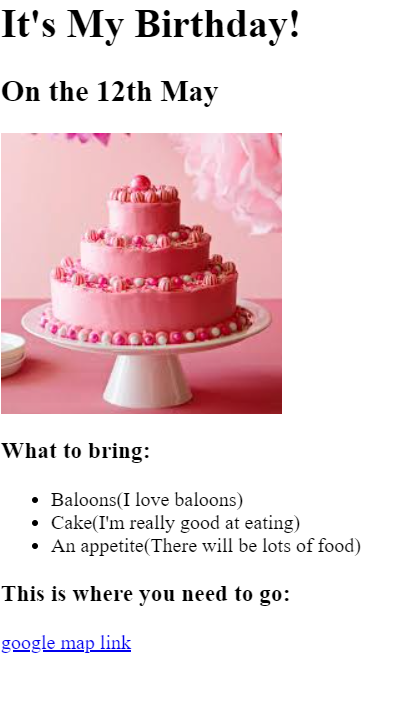 It's My Birthday!
On the 12th May
What to bring:
Baloons(I love baloons)
Cake(I'm really good at eating)
An appetite(There will be lots of food)
This is where you need to go:
google map link